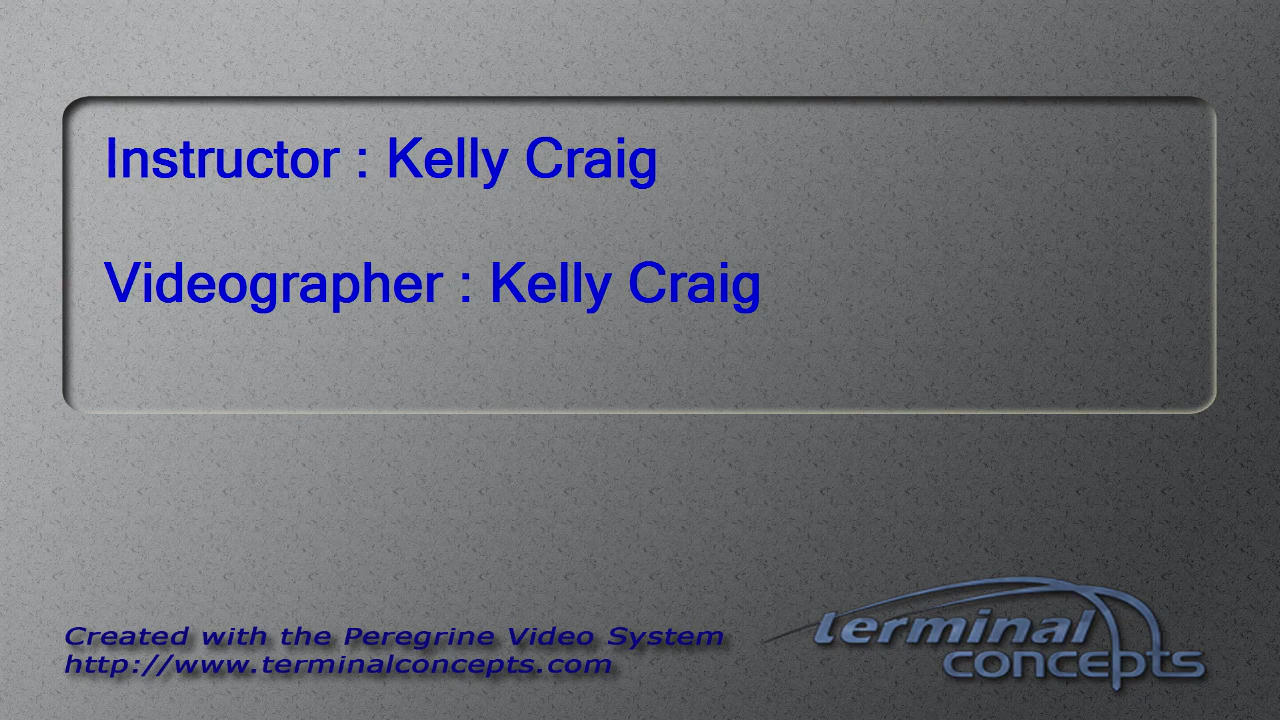 Instructor : Kelly Craig
Videographer : Kelly Craig
Created with the Peregrine Video System
http://www.terminalconcepts.com
terminal
concepts